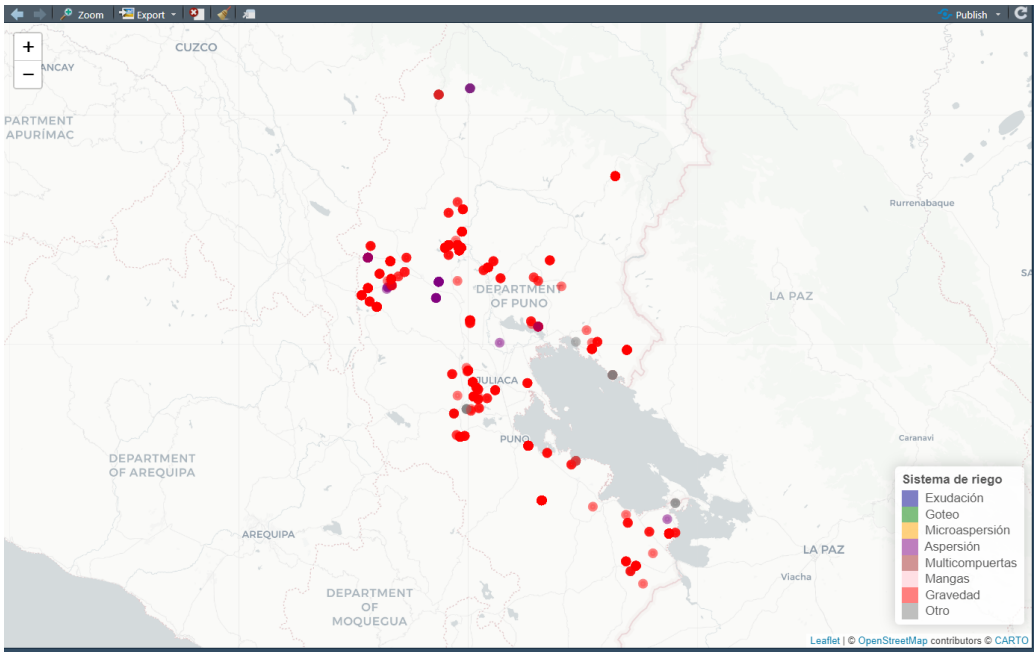 Zoom Export Publish
+
−
CUZCO
ANCAY
PARTMENT
APURÍMAC
Rurrenabaque
SA
DEPARTMENT
OF PUNO
LA PAZ
JULIACA
PUNO
Caranavi
DEPARTMENT
OF AREQUIPA
AREQUIPA
LA PAZ
Viacha
DEPARTMENT
OF
MOQUEGUA
Sistema de riego
Exudación
Goteo
Microaspersión
Aspersión
Multicompuertas
Mangas
Gravedad
Otro
Leaflet | © OpenStreetMap contributors © CARTO